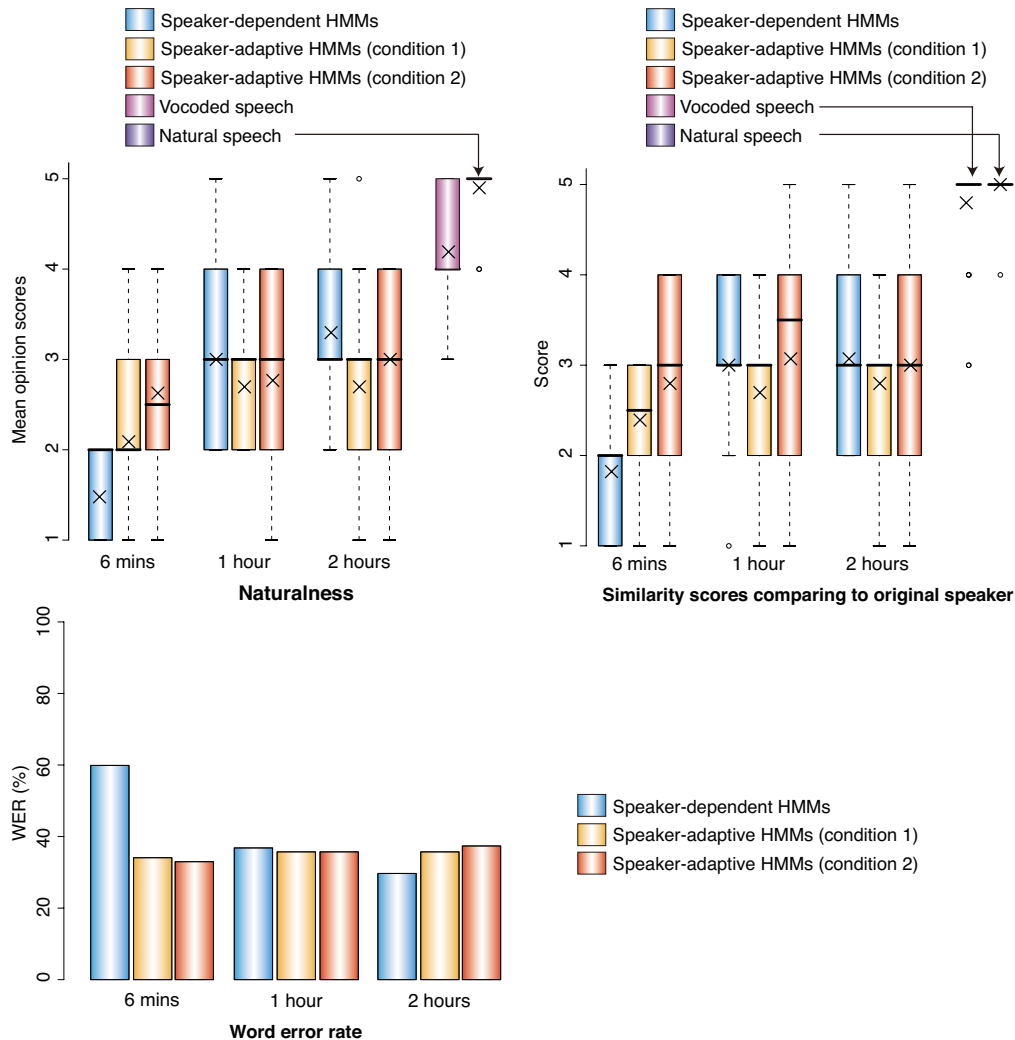 Speaker-dependent HMMs
Speaker-adaptive HMMs (condition 1)
Speaker-adaptive HMMs (condition 2)
Vocoded speech
Natural speech
Mean opinion scores
5
4
3
2
1
6 mins
1 hour
2 hours
Naturalness
Speaker-dependent HMMs
Speaker-adaptive HMMs (condition 1)
Speaker-adaptive HMMs (condition 2)
Vocoded speech
Natural speech
Score
5
4
3
2
1
6 mins
1 hour
2 hours
Similarity scores comparing to original speaker
WER (%)
100
80
60
40
20
0
6 mins
1 hour
2 hours
Word error rate
Speaker-dependent HMMs
Speaker-adaptive HMMs (condition 1)
Speaker-adaptive HMMs (condition 2)